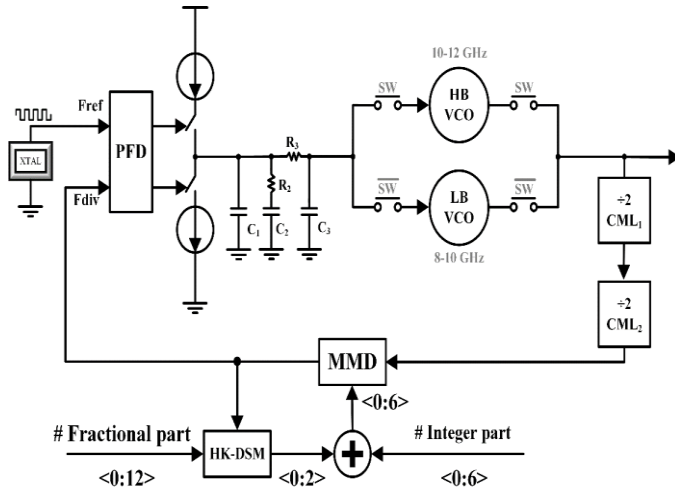 10-12 GHz
SW
HB
VCO
SW
Fref
XTAL
PFD
Fdiv
R3
R2
C1
C2
C3
SW
LB
VCO
SW
8-10 GHz
÷2
CML1
÷2
CML2
MMD
<0:6>
# Fractional part
HK-DSM
<0:12>
<0:2>
+
# Integer part
<0:6>